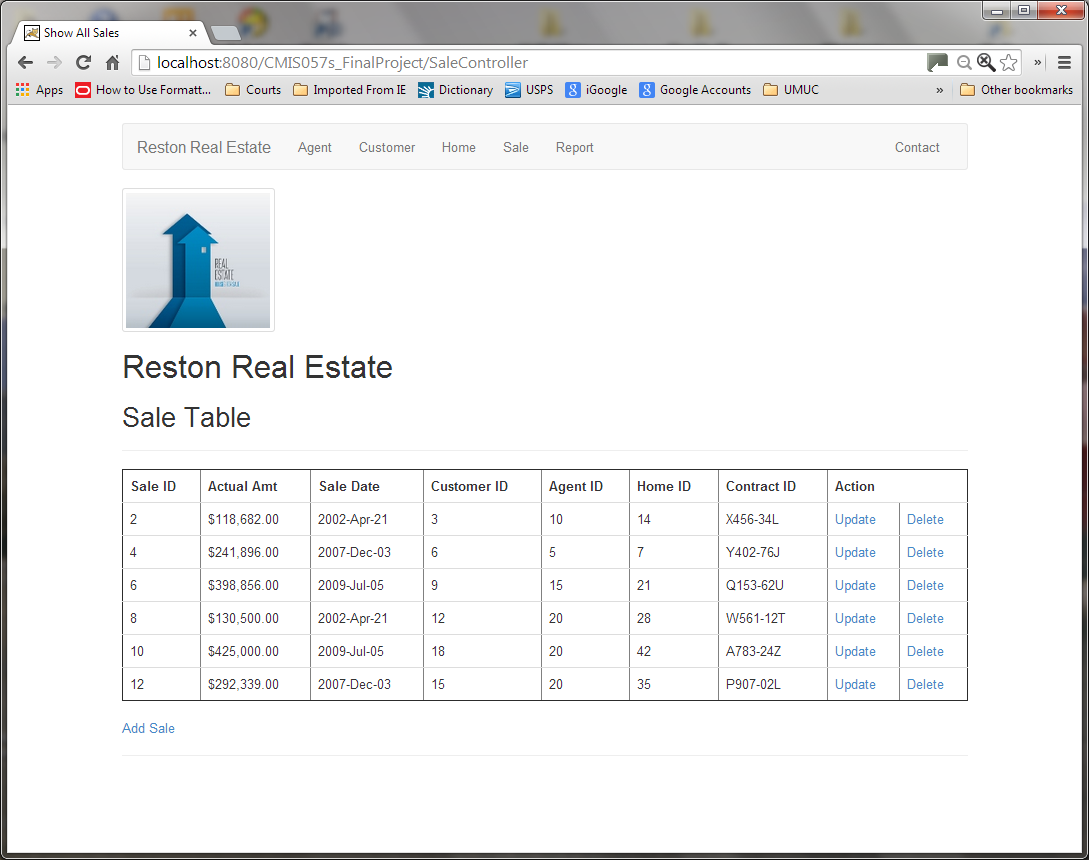 Show All Sales
localhost:8080/CMIS057s_FinalProject/SaleController
Apps How to Use Formatt... Courts Imported From IE Dictionary USPS iGoogle Google Accounts UMUC » Other bookmarks
Reston Real Estate Agent Customer Home Sale Report Contact
REAL
ESTATE
Reston Real Estate
Sale Table
Sale ID Actual Amt Sale Date Customer ID Agent ID Home ID Contract ID Action
2 $118,682.00 2002-Apr-21 3 10 14 X456-34L Update Delete
4 $241,896.00 2007-Dec-03 6 5 7 Y402-76J Update Delete
6 $398,856.00 2009-Jul-05 9 15 21 Q153-62U Update Delete
8 $130,500.00 2002-Apr-21 12 20 28 W561-12T Update Delete
10 $425,000.00 2009-Jul-05 18 20 42 A783-24Z Update Delete
12 $292,339.00 2007-Dec-03 15 20 35 P907-02L Update Delete
Add Sale